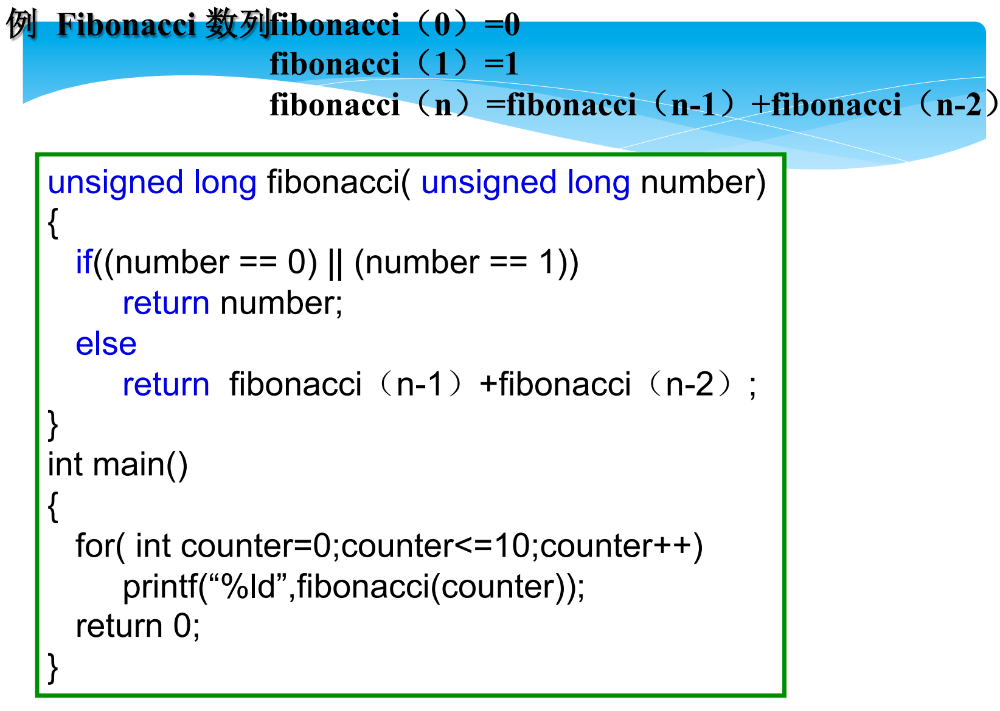 例 Fibonacci 数列fibonacci（0）=0
fibonacci（1）=1
fibonacci（n）=fibonacci（n-1）+fibonacci（n-2）
unsigned long fibonacci( unsigned long number)
{
if((number == 0) || (number == 1))
return number;
else
return fibonacci（n-1）+fibonacci（n-2）;
}
int main()
{
for( int counter=0;counter<=10;counter++)
printf(“%ld”,fibonacci(counter));
return 0;
}